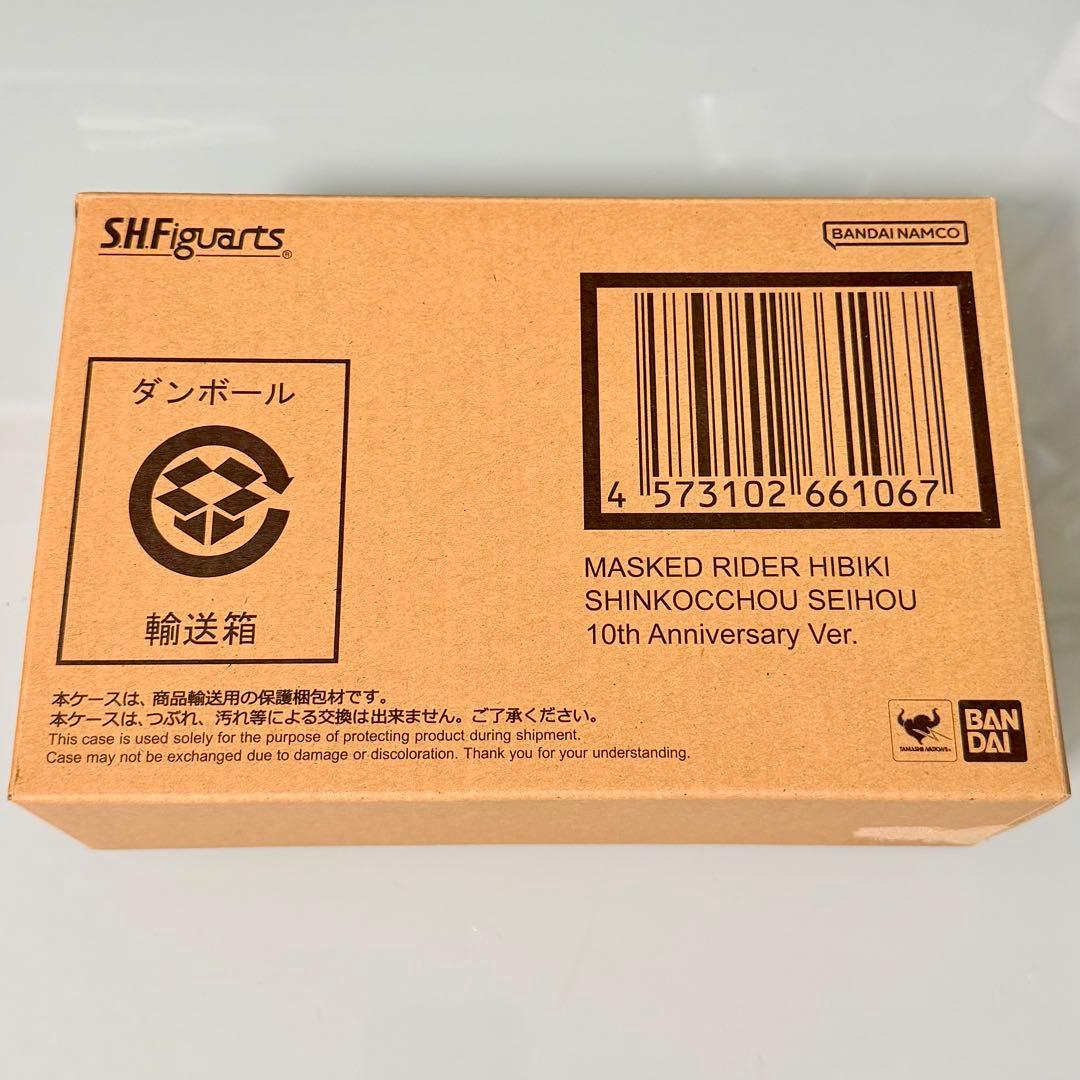 S.H.Figuarts®
BANDAI NAMCO
ダンボール
輸送箱
4 573102 661067
MASKED RIDER HIBIKI
SHINKOCCHOU SEIHOU
10th Anniversary Ver.
本ケースは、商品輸送用の保護梱包材です。
本ケースは、つぶれ、汚れ等による交換は出来ません。ご了承ください。
This case is used solely for the purpose of protecting product during shipment.
Case may not be exchanged due to damage or discoloration. Thank you for your understanding.
TAMASHII NATIONS
BAN
DAI